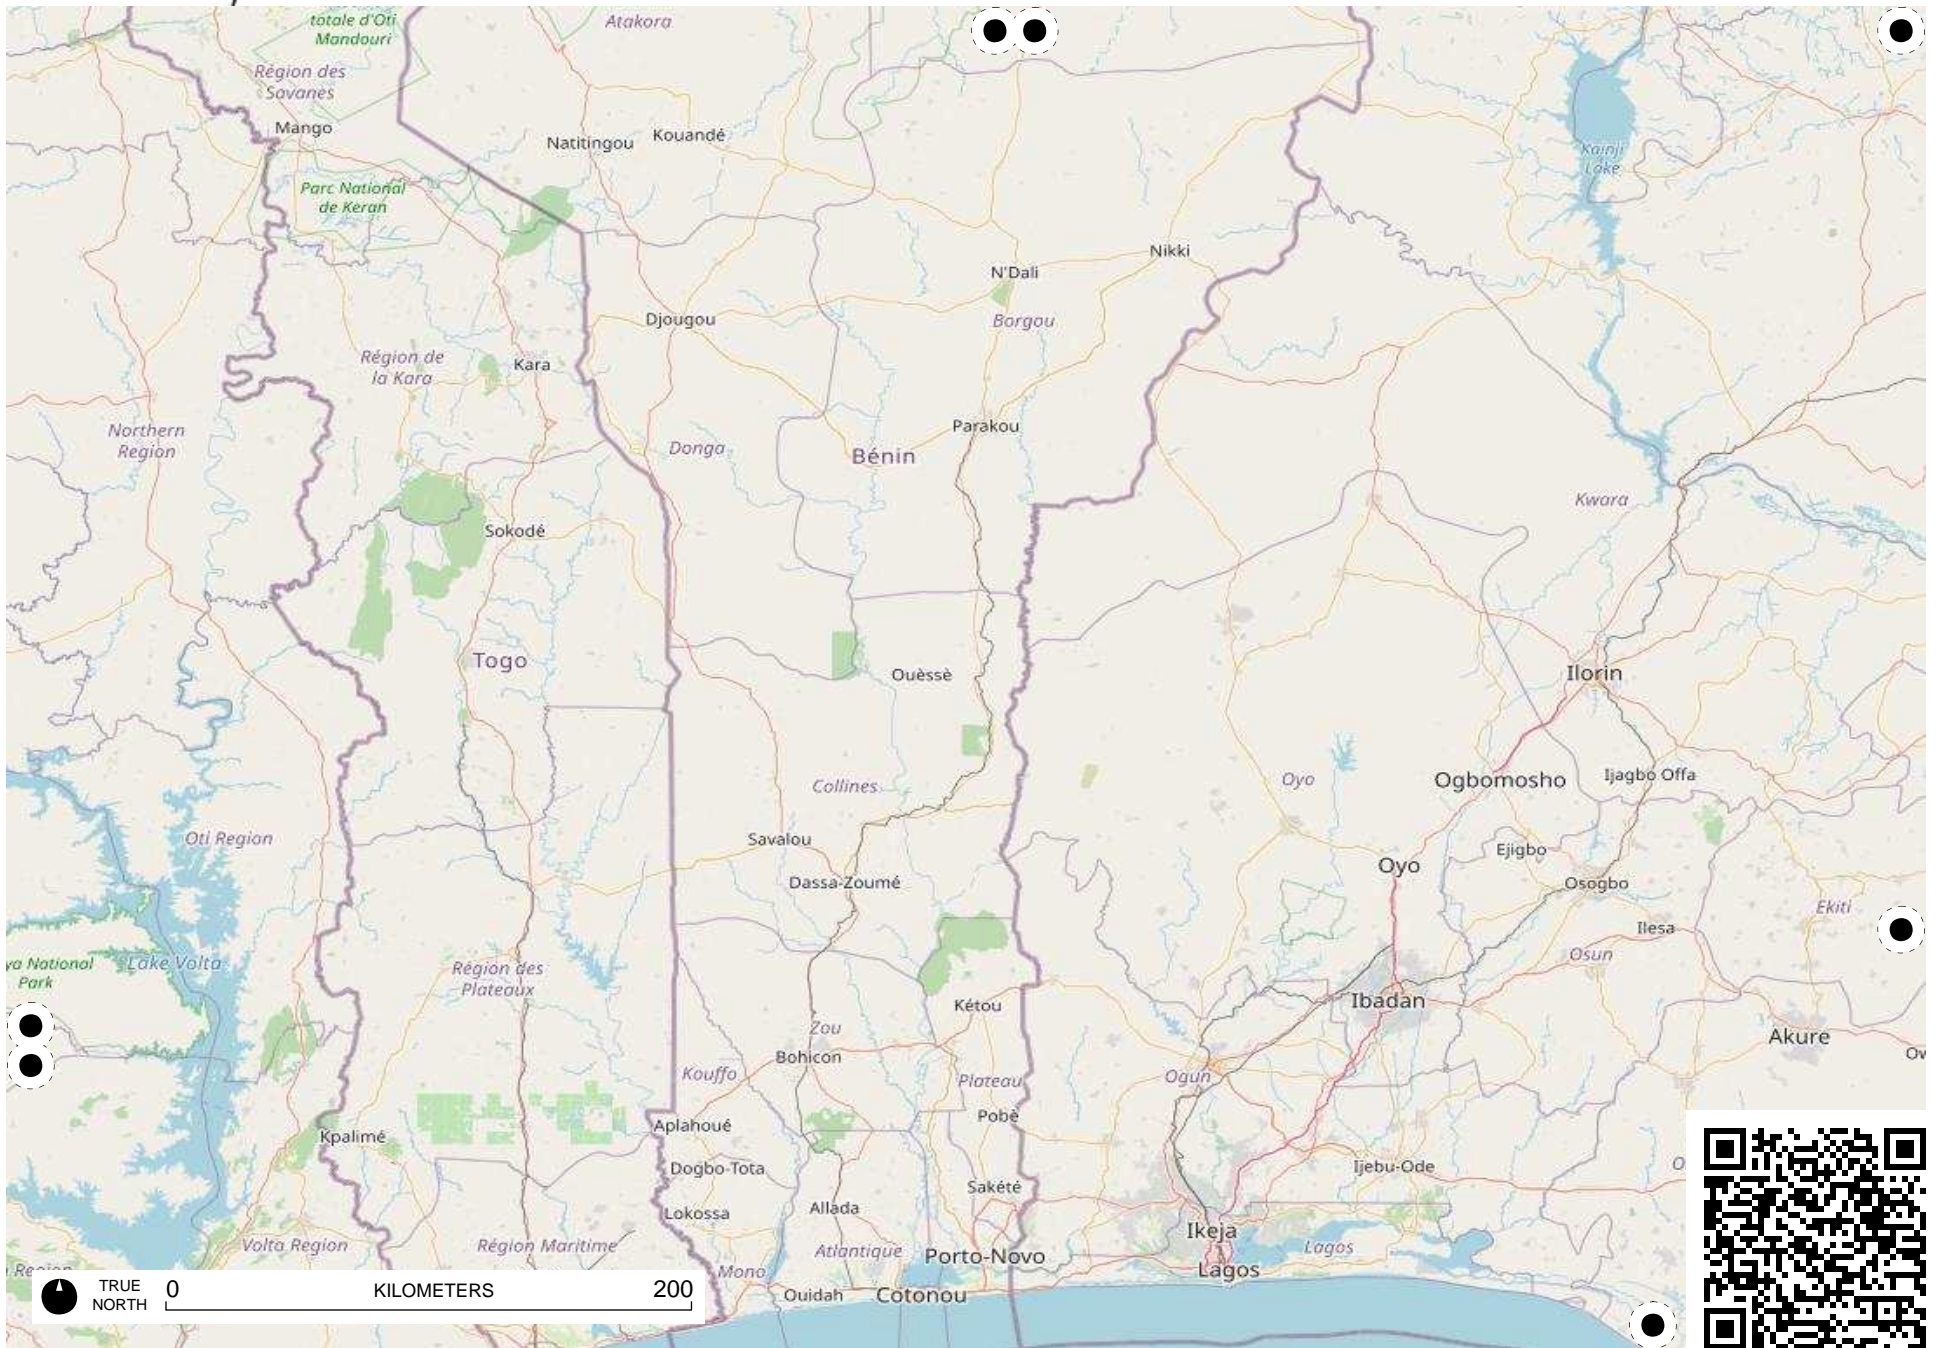 totale d'Oti
Mandouri
Atakora
Région des
Savanes
Mango
Natitingou
Kouandé
Kainji
Lake
Parc National
de Keran
Nikki
N'Dali
Djougou
Borgou
Région de
la Kara
Kara
Northern
Region
Parakou
Donga
Bénin
Kwara
Sokodé
Togo
Ouèssè
Ilorin
Collines
Oyo
Ogbomosho
Ijagbo Offa
Oti Region
Savalou
Ejigbo
Oyo
Dassa-Zoumé
Osogbo
Ekiti
Ilesa
Lake Volta
ya National
Park
Région des
Plateaux
Osun
Kétou
Ibadan
Zou
Akure
Bohicon
Ow
Kouffo
Plateau
Ogun
Pobè
Aplahoué
Kpalimé
Dogbo-Tota
Ijebu-Ode
O
Sakété
Allada
Lokossa
Ikeja
Volta Region
Région Maritime
Atlantique
Porto-Novo
Lagos
Lagos
Mono
Region
Ouidah
Cotonou
TRUE
NORTH
0 KILOMETERS 200